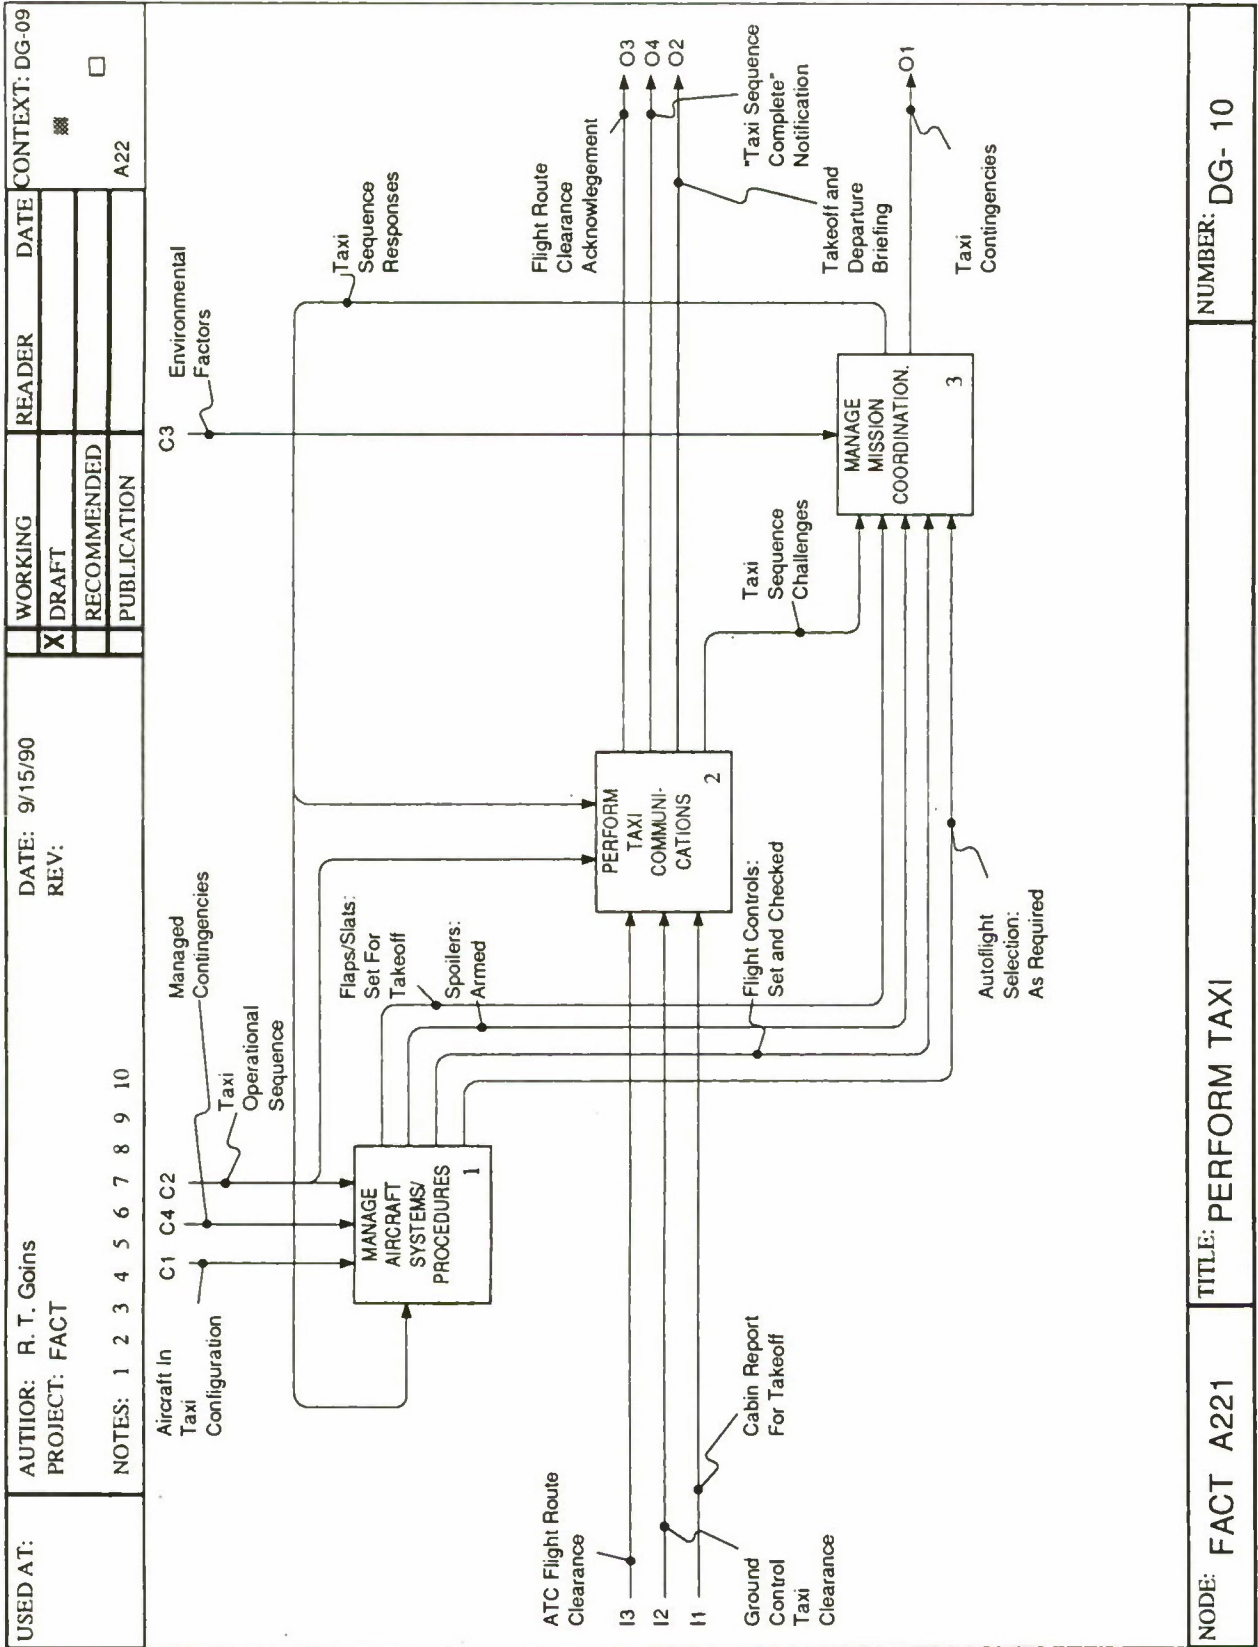 USED AT:
AUTHOR: R. T. Goins
PROJECT: FACT
NOTES: 1 2 3 4 5 6 7 8 9 10
DATE: 9/15/90
REV:
WORKING
X DRAFT
RECOMMENDED
PUBLICATION
READER
DATE
CONTEXT: DG-09
A22
Aircraft In
Taxi
Configuration
C1
C4
C2
Managed
Contingencies
Taxi
Operational
Sequence
C3
Environmental
Factors
Taxi
Sequence
Responses
MANAGE
AIRCRAFT
SYSTEMS/
PROCEDURES
1
Flaps/Slats:
Set For
Takeoff
Spoilers:
Armed
Flight Controls:
Set and Checked
Autoflight
Selection:
As Required
ATC Flight Route
Clearance
I3
I2
I1
Ground
Control
Taxi
Clearance
Cabin Report
For Takeoff
PERFORM
TAXI
COMMUNI-
CATIONS
2
Taxi
Sequence
Challenges
Flight Route
Clearance
Acknowlegement
O3
O4
O2
"Taxi Sequence
Complete"
Notification
Takeoff and
Departure
Briefing
MANAGE
MISSION
COORDINATION.
3
O1
Taxi
Contingencies
NODE: FACT A221
TITLE: PERFORM TAXI
NUMBER: DG- 10